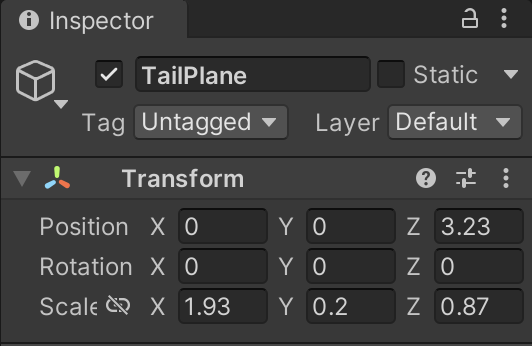 Inspector
TailPlane Static
Tag Untagged Layer Default
Transform
Position X 0 Y 0 Z 3.23
Rotation X 0 Y 0 Z 0
Scale X 1.93 Y 0.2 Z 0.87